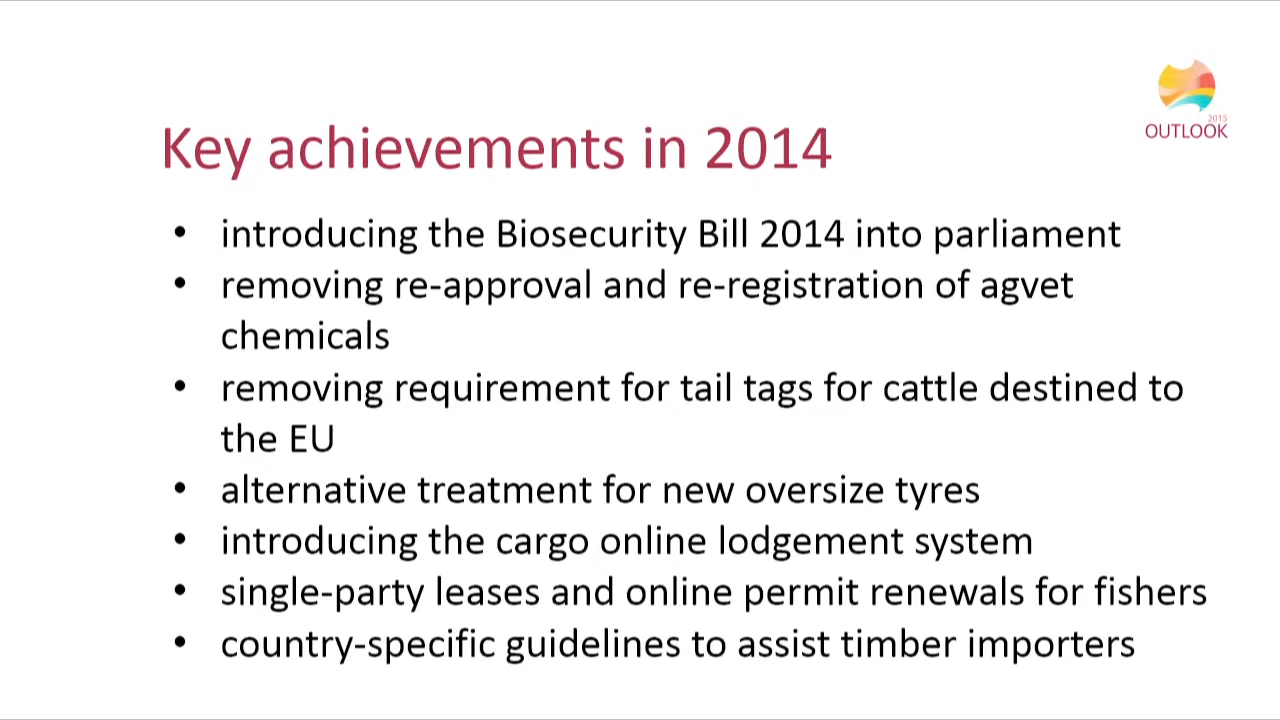 2015
OUTLOOK
Key achievements in 2014
• introducing the Biosecurity Bill 2014 into parliament
• removing re-approval and re-registration of agvet
chemicals
• removing requirement for tail tags for cattle destined to
the EU
• alternative treatment for new oversize tyres
• introducing the cargo online lodgement system
• single-party leases and online permit renewals for fishers
• country-specific guidelines to assist timber importers